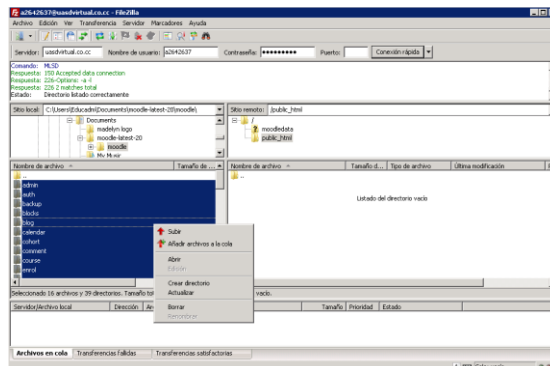 a2642637@uasdvirtual.co.cc - FileZilla
Archivo Edición Ver Transferencia Servidor Marcadores Ayuda
Servidor: uasdvirtual.co.cc Nombre de usuario: a2642637 Contraseña: ●●●●●●●●● Puerto: Conexión rápida
Comando: MLSD
Respuesta: 150 Accepted data connection
Respuesta: 226-Options: -a -l
Respuesta: 226 2 matches total
Estado: Directorio listado correctamente
Sitio local: C:\Users\Educadni\Documents\moodle-latest-20\moodle\ Sitio remoto: /public_html
Documents /
madelyn logo moodledata
moodle-latest-20 public_html
moodle
My Music
Nombre de archivo Tamaño de ... Nombre de archivo Tamaño d... Tipo de archivo Última modificación
.. ..
admin Listado del directorio vacío
auth
backup
blocks
blog
calendar Subir
cohort Añadir archivos a la cola
comment
course Abrir
enrol Edición
Crear directorio
Actualizar
Seleccionado 16 archivos y 39 directorios. Tamaño vacío.
Borrar
Servidor/Archivo local Dirección Tamaño Prioridad Estado
Renombrar
Archivos en cola Transferencias fallidas Transferencias satisfactorias